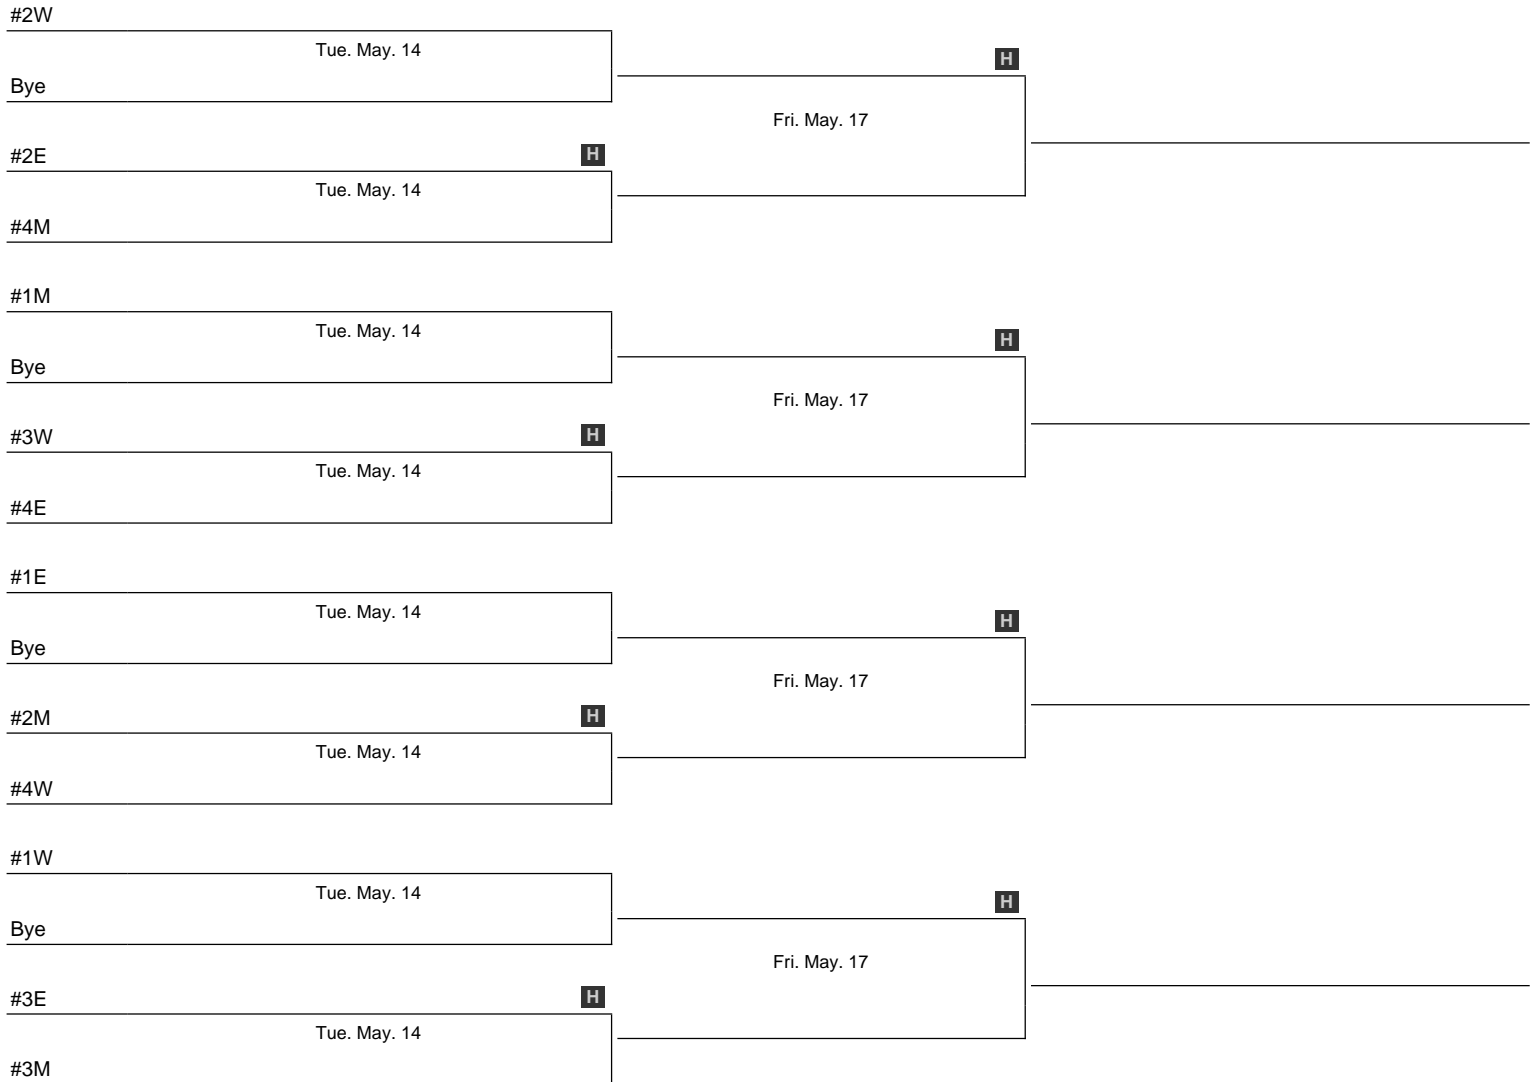 #2W
Tue. May. 14
H
Bye
Fri. May. 17
#2E
H
Tue. May. 14
#4M
#1M
Tue. May. 14
H
Bye
Fri. May. 17
#3W
H
Tue. May. 14
#4E
#1E
Tue. May. 14
H
Bye
Fri. May. 17
#2M
H
Tue. May. 14
#4W
#1W
Tue. May. 14
H
Bye
Fri. May. 17
#3E
H
Tue. May. 14
#3M